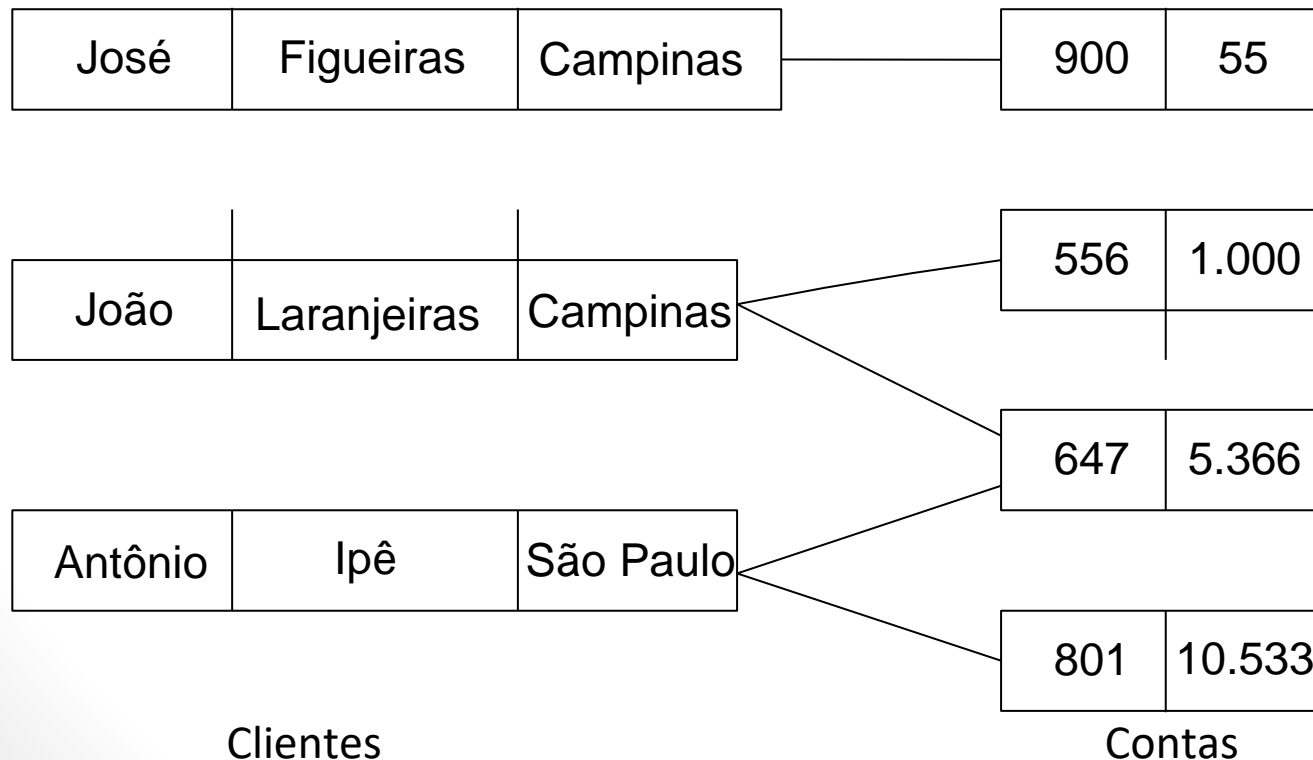 José Figueiras Campinas 900 55
João Laranjeiras Campinas 556 1.000
647 5.366
Antônio Ipê São Paulo 801 10.533
Clientes Contas